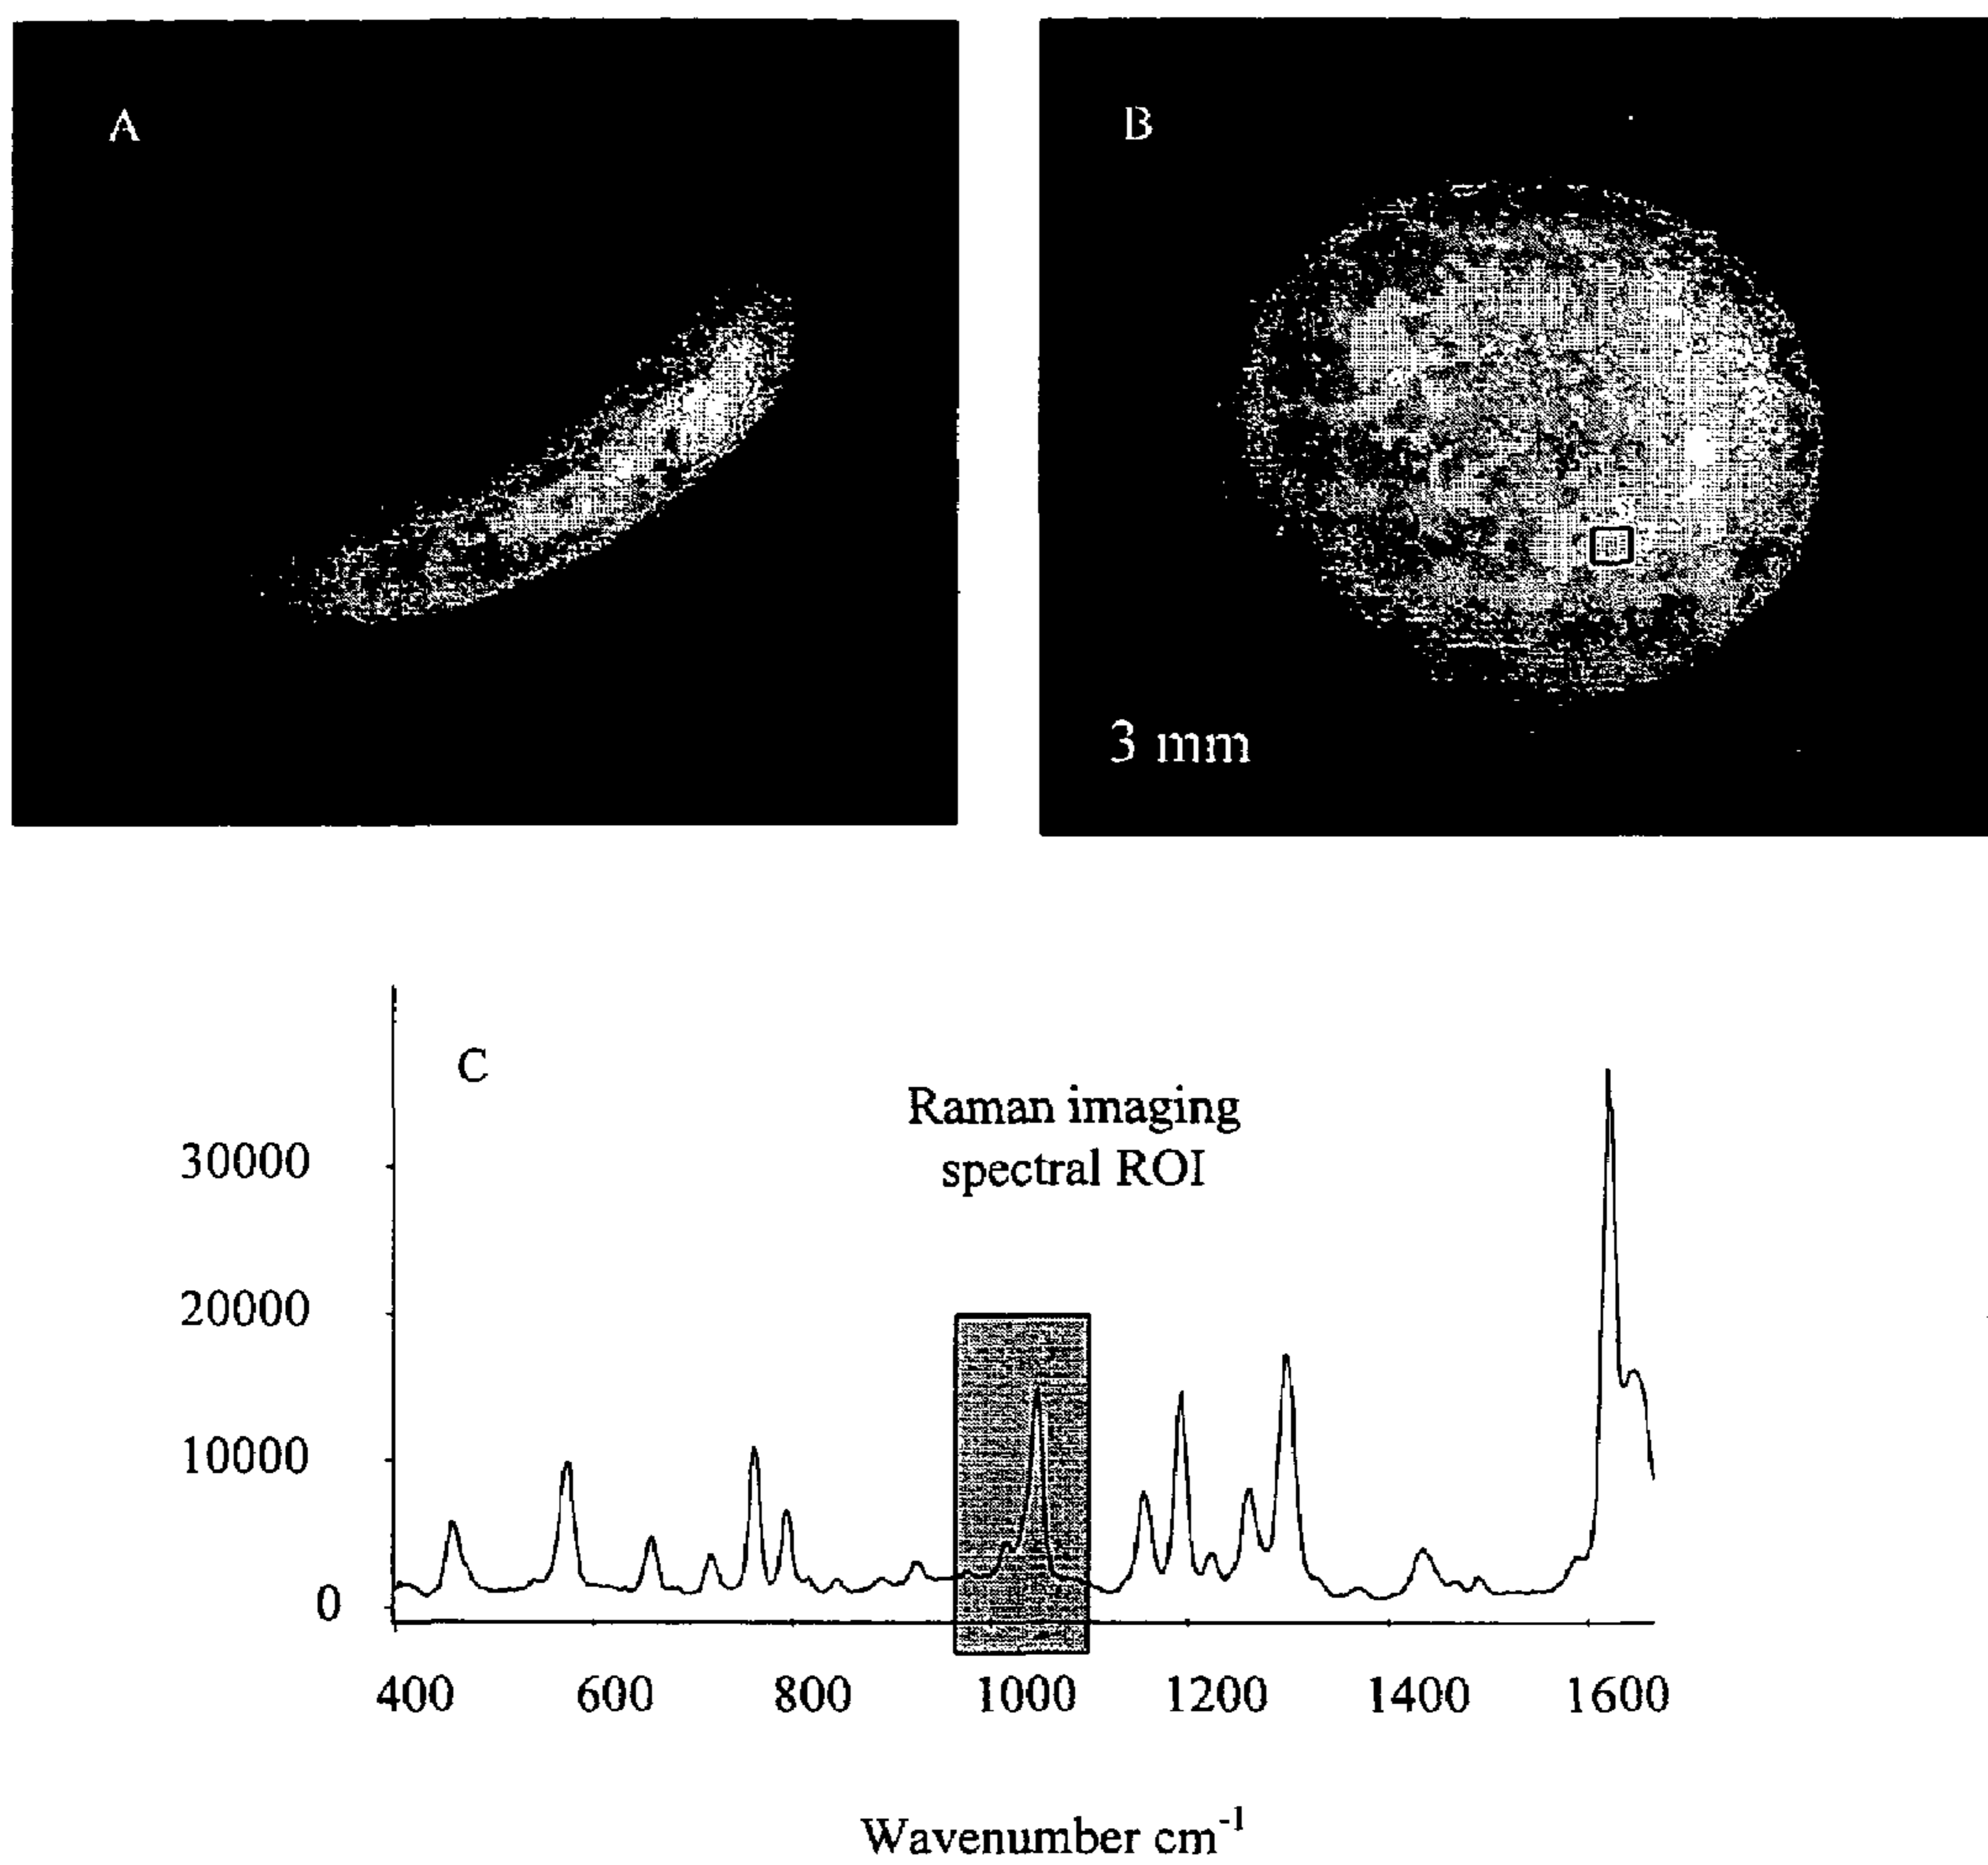 A
B
3 mm
C
Raman imaging
spectral ROI
30000
20000
10000
0
400 600 800 1000 1200 1400 1600
Wavenumber cm⁻¹